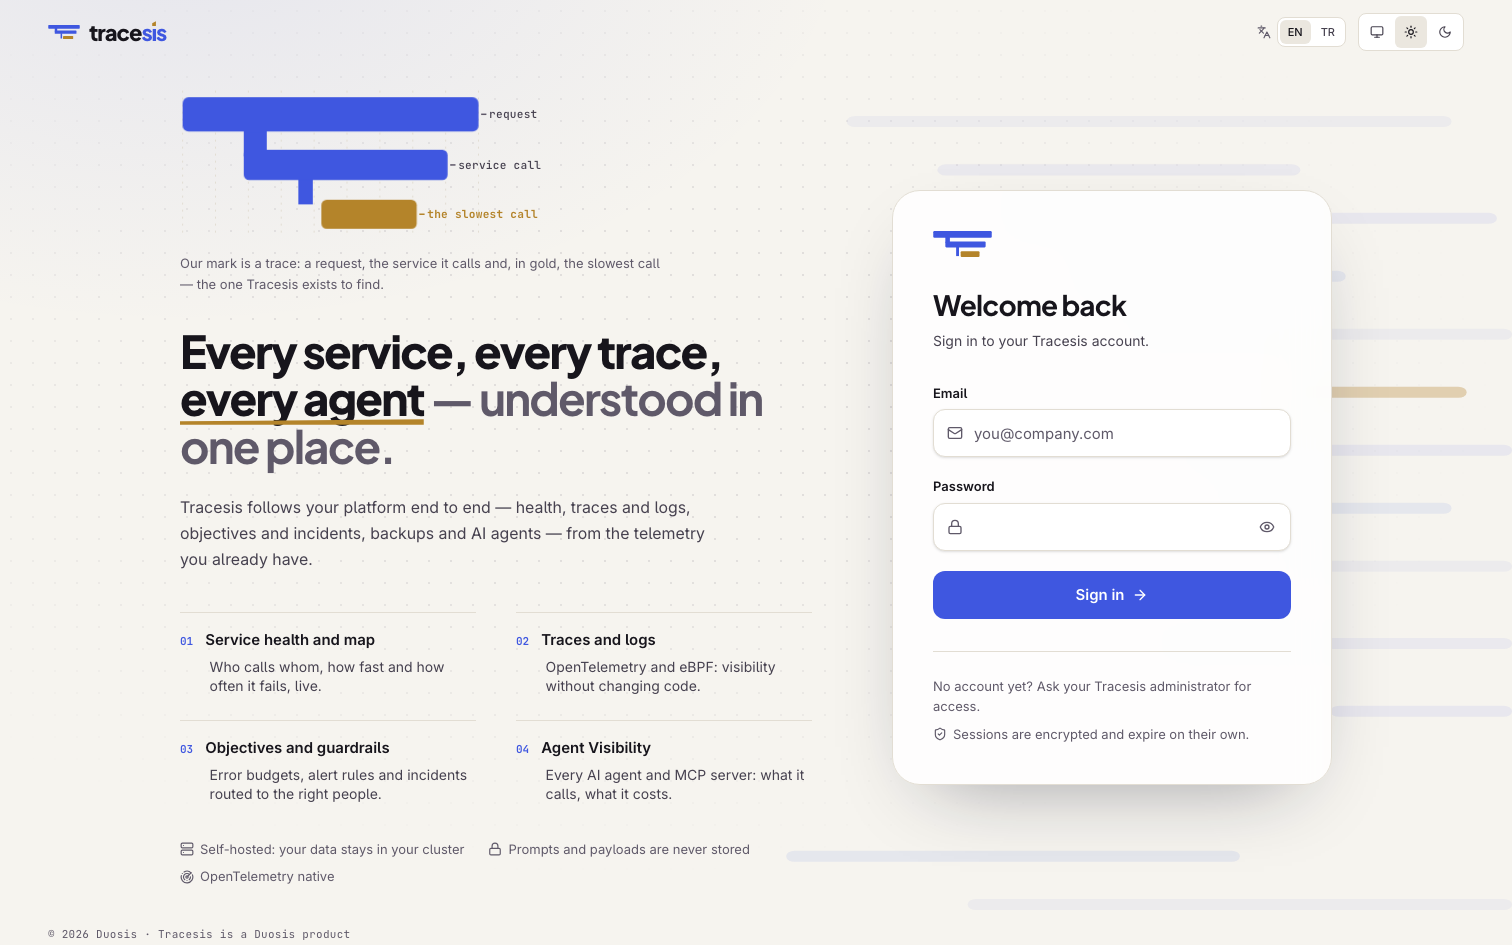 tracesis
EN TR
request
service call
the slowest call
Our mark is a trace: a request, the service it calls and, in gold, the slowest call
— the one Tracesis exists to find.
Every service, every trace,
every agent — understood in
one place.
Tracesis follows your platform end to end — health, traces and logs,
objectives and incidents, backups and AI agents — from the telemetry
you already have.
01 Service health and map
Who calls whom, how fast and how
often it fails, live.
02 Traces and logs
OpenTelemetry and eBPF: visibility
without changing code.
03 Objectives and guardrails
Error budgets, alert rules and incidents
routed to the right people.
04 Agent Visibility
Every AI agent and MCP server: what it
calls, what it costs.
Self-hosted: your data stays in your cluster
Prompts and payloads are never stored
OpenTelemetry native
Welcome back
Sign in to your Tracesis account.
Email
you@company.com
Password
Sign in
No account yet? Ask your Tracesis administrator for
access.
Sessions are encrypted and expire on their own.
© 2026 Duosis · Tracesis is a Duosis product